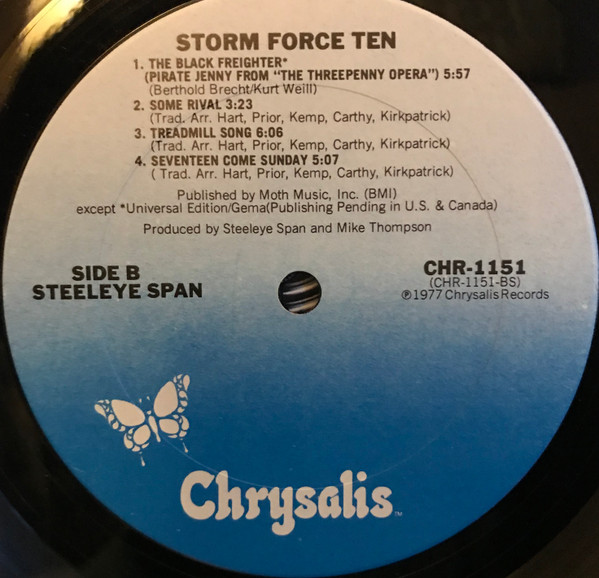 STORM FORCE TEN
1. THE BLACK FREIGHTER*
(PIRATE JENNY FROM "THE THREEPENNY OPERA") 5:57
(Berthold Brecht/Kurt Weill)
2. SOME RIVAL 3:23
(Trad. Arr. Hart, Prior, Kemp, Carthy, Kirkpatrick)
3. TREADMILL SONG 6:06
(Trad. Arr. Hart, Prior, Kemp, Carthy, Kirkpatrick)
4. SEVENTEEN COME SUNDAY 5:07
( Trad. Arr. Hart, Prior, Kemp, Carthy, Kirkpatrick)
Published by Moth Music, Inc. (BMI)
except *Universal Edition/Gema(Publishing Pending in U.S. & Canada)
Produced by Steeleye Span and Mike Thompson
SIDE B
STEELEYE SPAN
CHR-1151
(CHR-1151-BS)
℗1977 Chrysalis Records
Chrysalis™